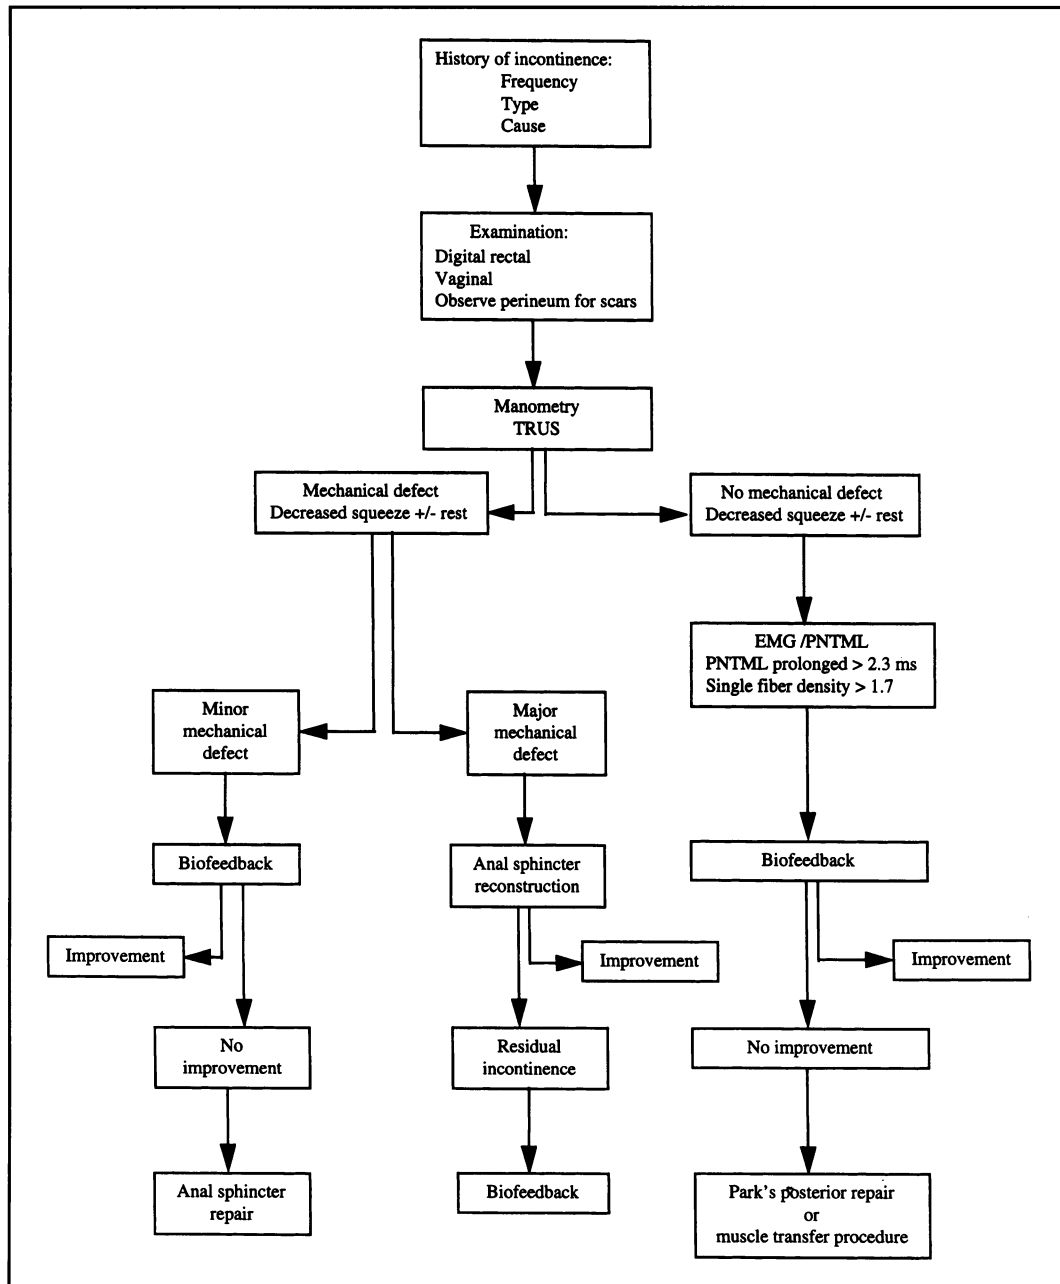 History of incontinence:
Frequency
Type
Cause
Examination:
Digital rectal
Vaginal
Observe perineum for scars
Manometry
TRUS
Mechanical defect
Decreased squeeze +/- rest
No mechanical defect
Decreased squeeze +/- rest
EMG /PNTML
PNTML prolonged > 2.3 ms
Single fiber density > 1.7
Minor
mechanical
defect
Major
mechanical
defect
Biofeedback
Anal sphincter
reconstruction
Biofeedback
Improvement
Improvement
Improvement
No
improvement
Residual
incontinence
No improvement
Anal sphincter
repair
Biofeedback
Park's posterior repair
or
muscle transfer procedure